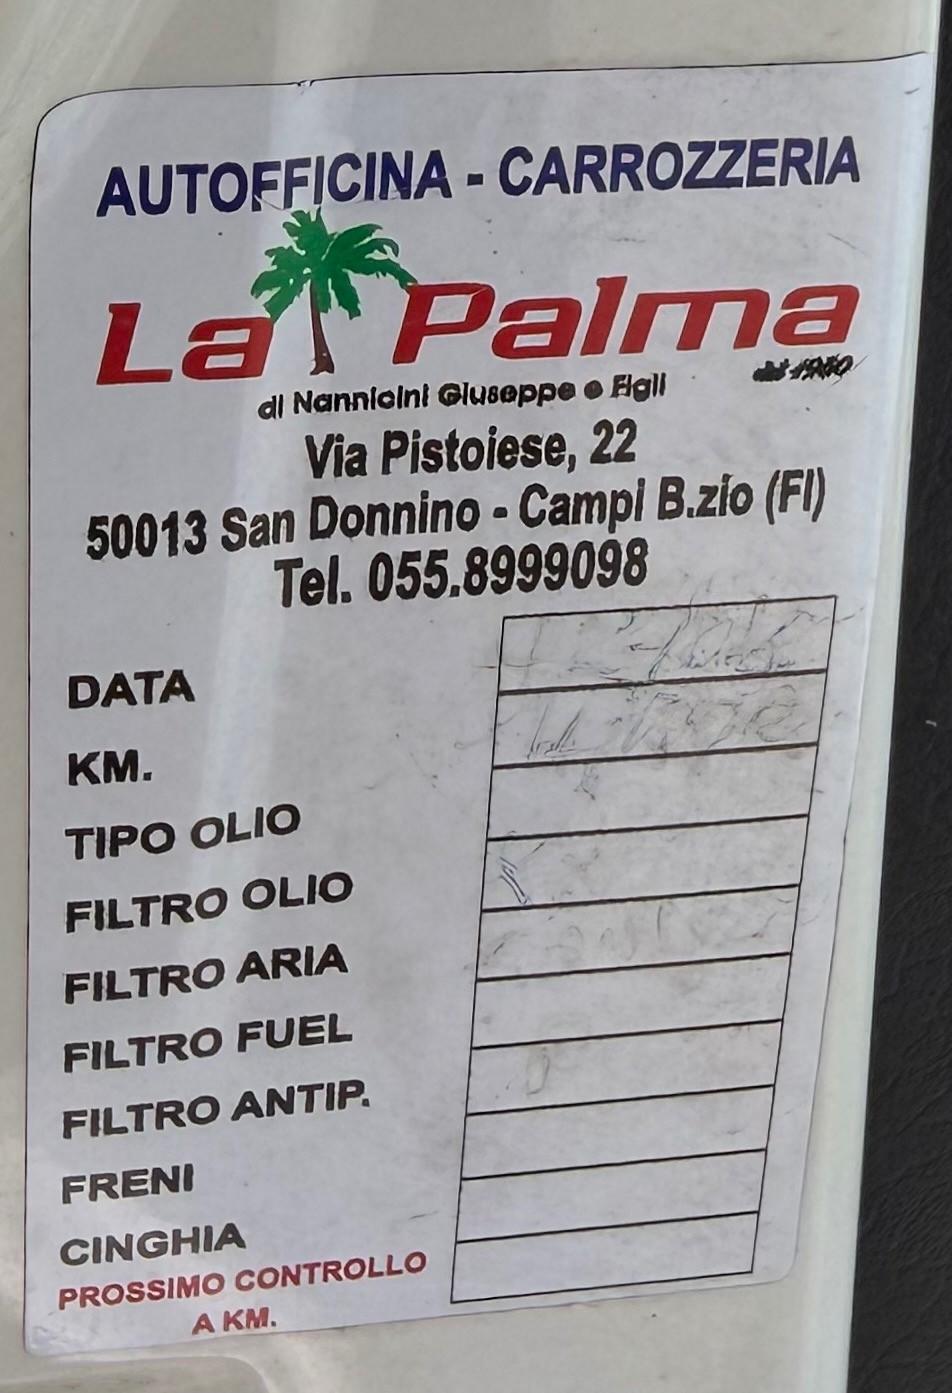 AUTOFFICINA - CARROZZERIA
La Palma
di Nannicini Giuseppe e Figli
Via Pistoiese, 22
50013 San Donnino - Campi B.zio (FI)
Tel. 055.8999098
DATA
KM.
TIPO OLIO
FILTRO OLIO
FILTRO ARIA
FILTRO FUEL
FILTRO ANTIP.
FRENI
CINGHIA
PROSSIMO CONTROLLO
A KM.